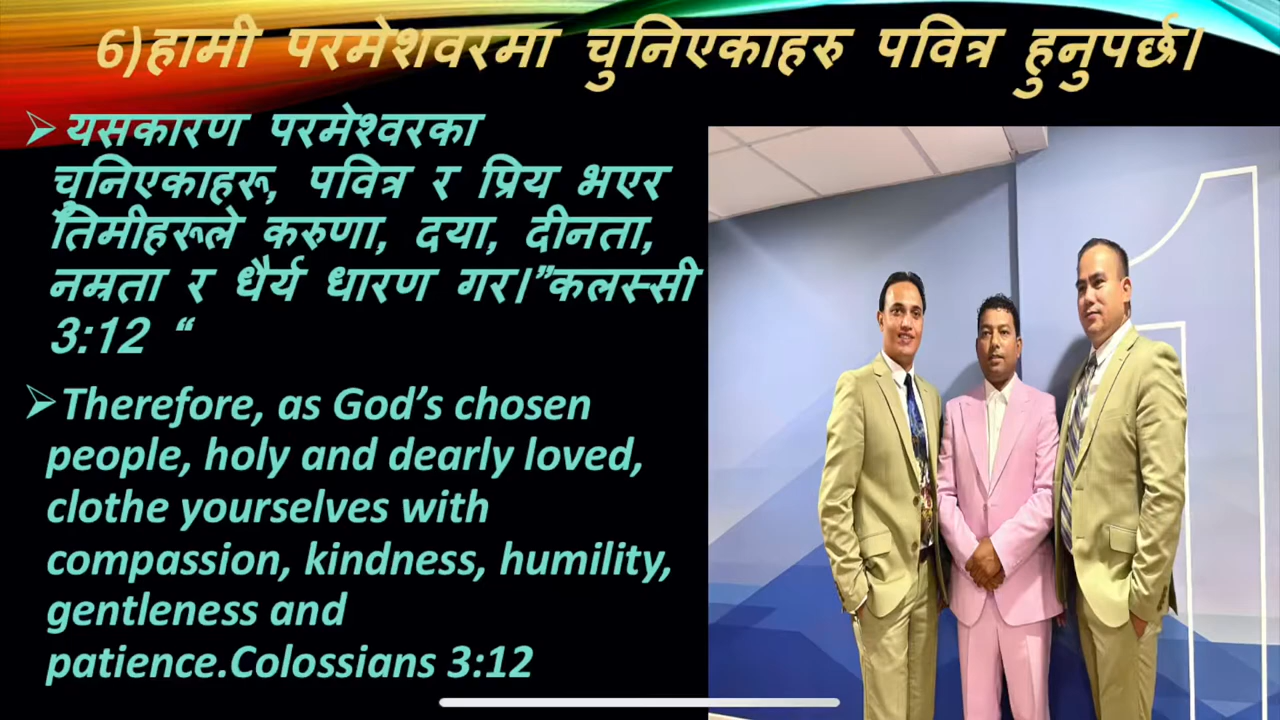 6)हामी परमेशवरमा चुनिएकाहरु पवित्र हुनुपर्छ।
यसकारण परमेश्वरका
चुनिएकाहरू, पवित्र र प्रिय भएर
तिमीहरूले करुणा, दया, दीनता,
नम्रता र धैर्य धारण गर।”कलस्सी
3:12 “
Therefore, as God’s chosen
people, holy and dearly loved,
clothe yourselves with
compassion, kindness, humility,
gentleness and
patience.Colossians 3:12
1